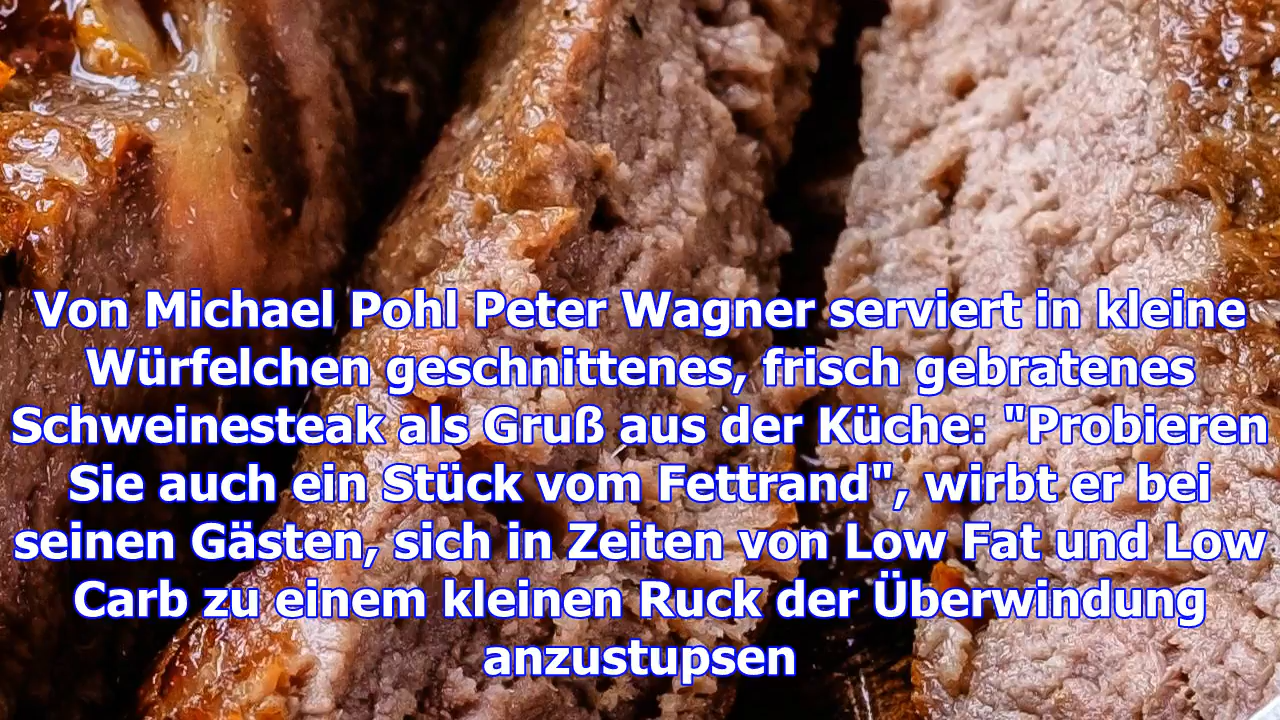 Von Michael Pohl Peter Wagner serviert in kleine
Würfelchen geschnittenes, frisch gebratenes
Schweinesteak als Gruß aus der Küche: "Probieren
Sie auch ein Stück vom Fettrand", wirbt er bei
seinen Gästen, sich in Zeiten von Low Fat und Low
Carb zu einem kleinen Ruck der Überwindung
anzustupsen